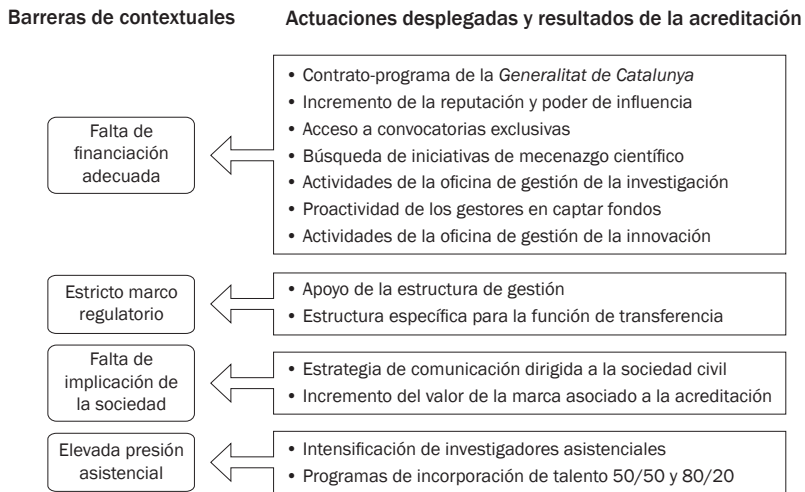 Barreras de contextuales
Actuaciones desplegadas y resultados de la acreditación
Falta de
financiación
adecuada
• Contrato-programa de la Generalitat de Catalunya
• Incremento de la reputación y poder de influencia
• Acceso a convocatorias exclusivas
• Búsqueda de iniciativas de mecenazgo científico
• Actividades de la oficina de gestión de la investigación
• Proactividad de los gestores en captar fondos
• Actividades de la oficina de gestión de la innovación
Estricto marco
regulatorio
• Apoyo de la estructura de gestión
• Estructura específica para la función de transferencia
Falta de
implicación de
la sociedad
• Estrategia de comunicación dirigida a la sociedad civil
• Incremento del valor de la marca asociado a la acreditación
Elevada presión
asistencial
• Intensificación de investigadores asistenciales
• Programas de incorporación de talento 50/50 y 80/20